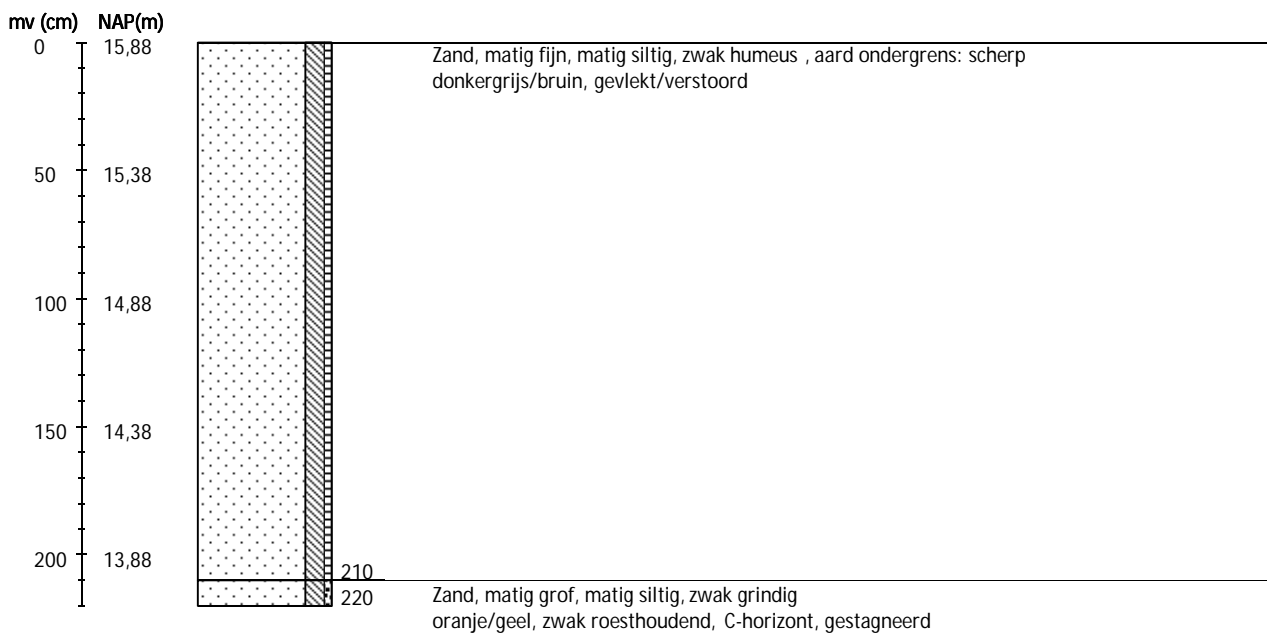 mv (cm) NAP(m)
0 15,88
Zand, matig fijn, matig siltig, zwak humeus , aard ondergrens: scherp
donkergrijs/bruin, gevlekt/verstoord
50 15,38
100 14,88
150 14,38
200 13,88
210
220
Zand, matig grof, matig siltig, zwak grindig
oranje/geel, zwak roesthoudend, C-horizont, gestagneerd